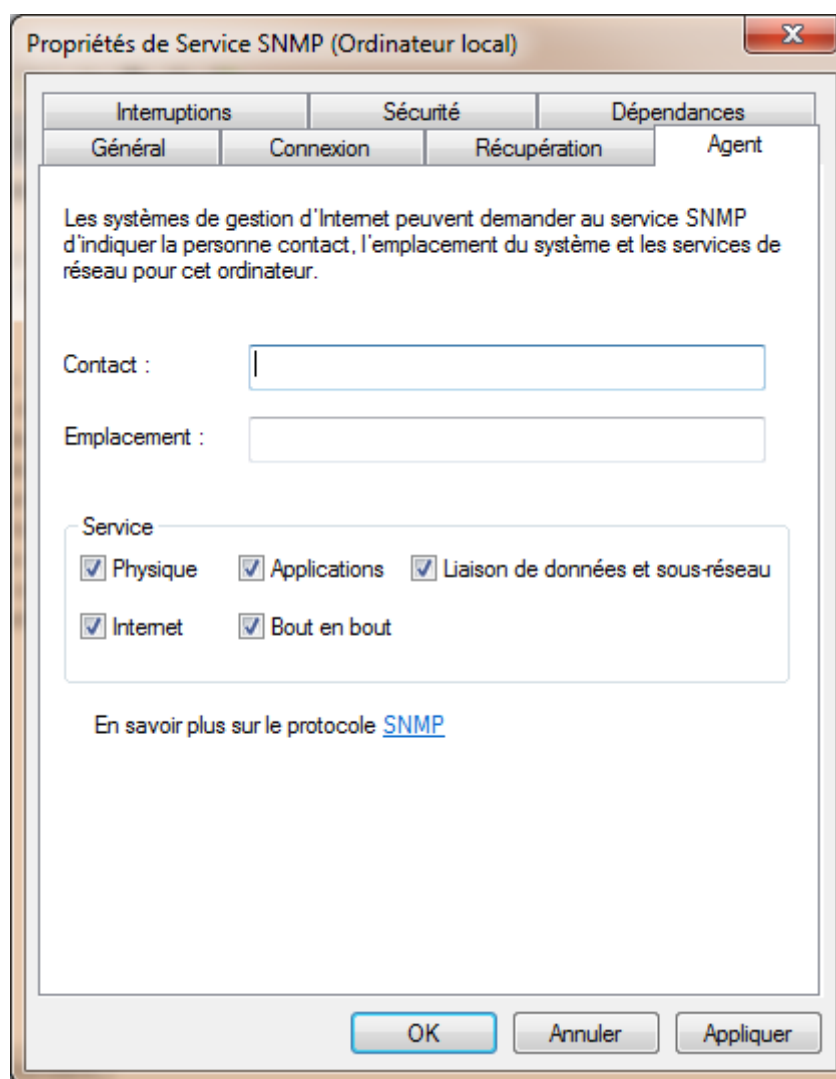 Propriétés de Service SNMP (Ordinateur local)
Interruptions Sécurité Dépendances
Général Connexion Récupération Agent
Les systèmes de gestion d'Internet peuvent demander au service SNMP
d'indiquer la personne contact, l'emplacement du système et les services de
réseau pour cet ordinateur.
Contact :
Emplacement :
Service
Physique Applications Liaison de données et sous-réseau
Internet Bout en bout
En savoir plus sur le protocole SNMP
OK Annuler Appliquer